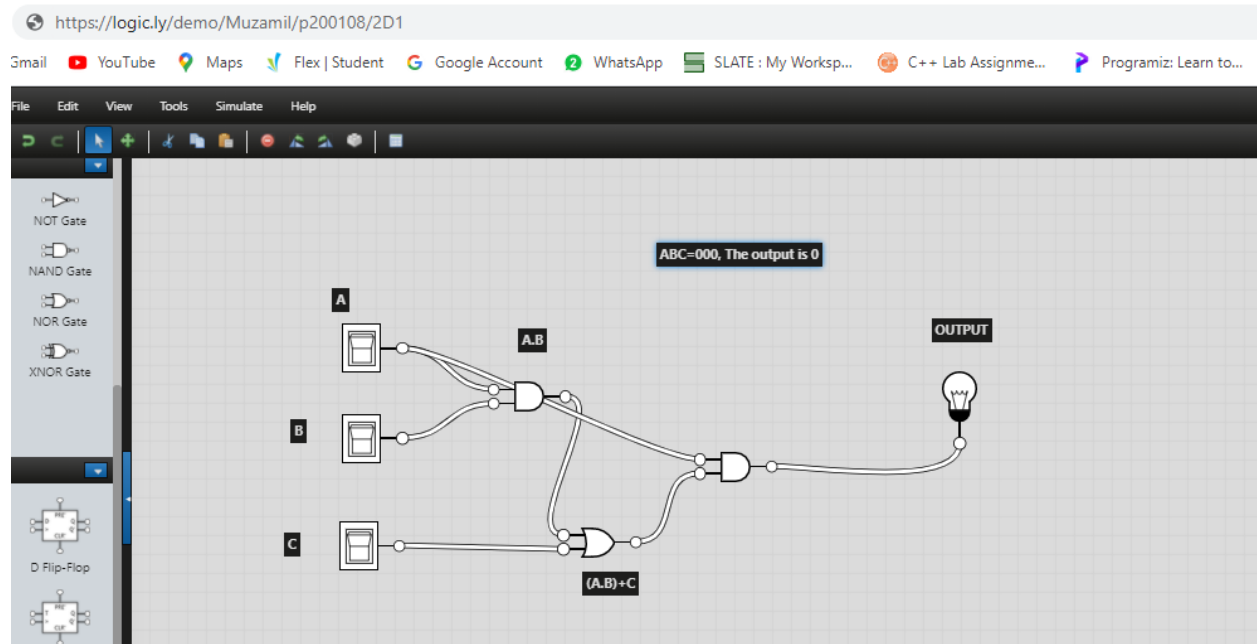 https://logic.ly/demo/Muzamil/p200108/2D1
Gmail YouTube Maps Flex | Student Google Account 2 WhatsApp SLATE : My Worksp... C++ Lab Assignme... Programiz: Learn to...
File Edit View Tools Simulate Help
NOT Gate
NAND Gate
NOR Gate
XNOR Gate
D Flip-Flop
ABC=000, The output is 0
A
A.B
OUTPUT
B
C
(A.B)+C